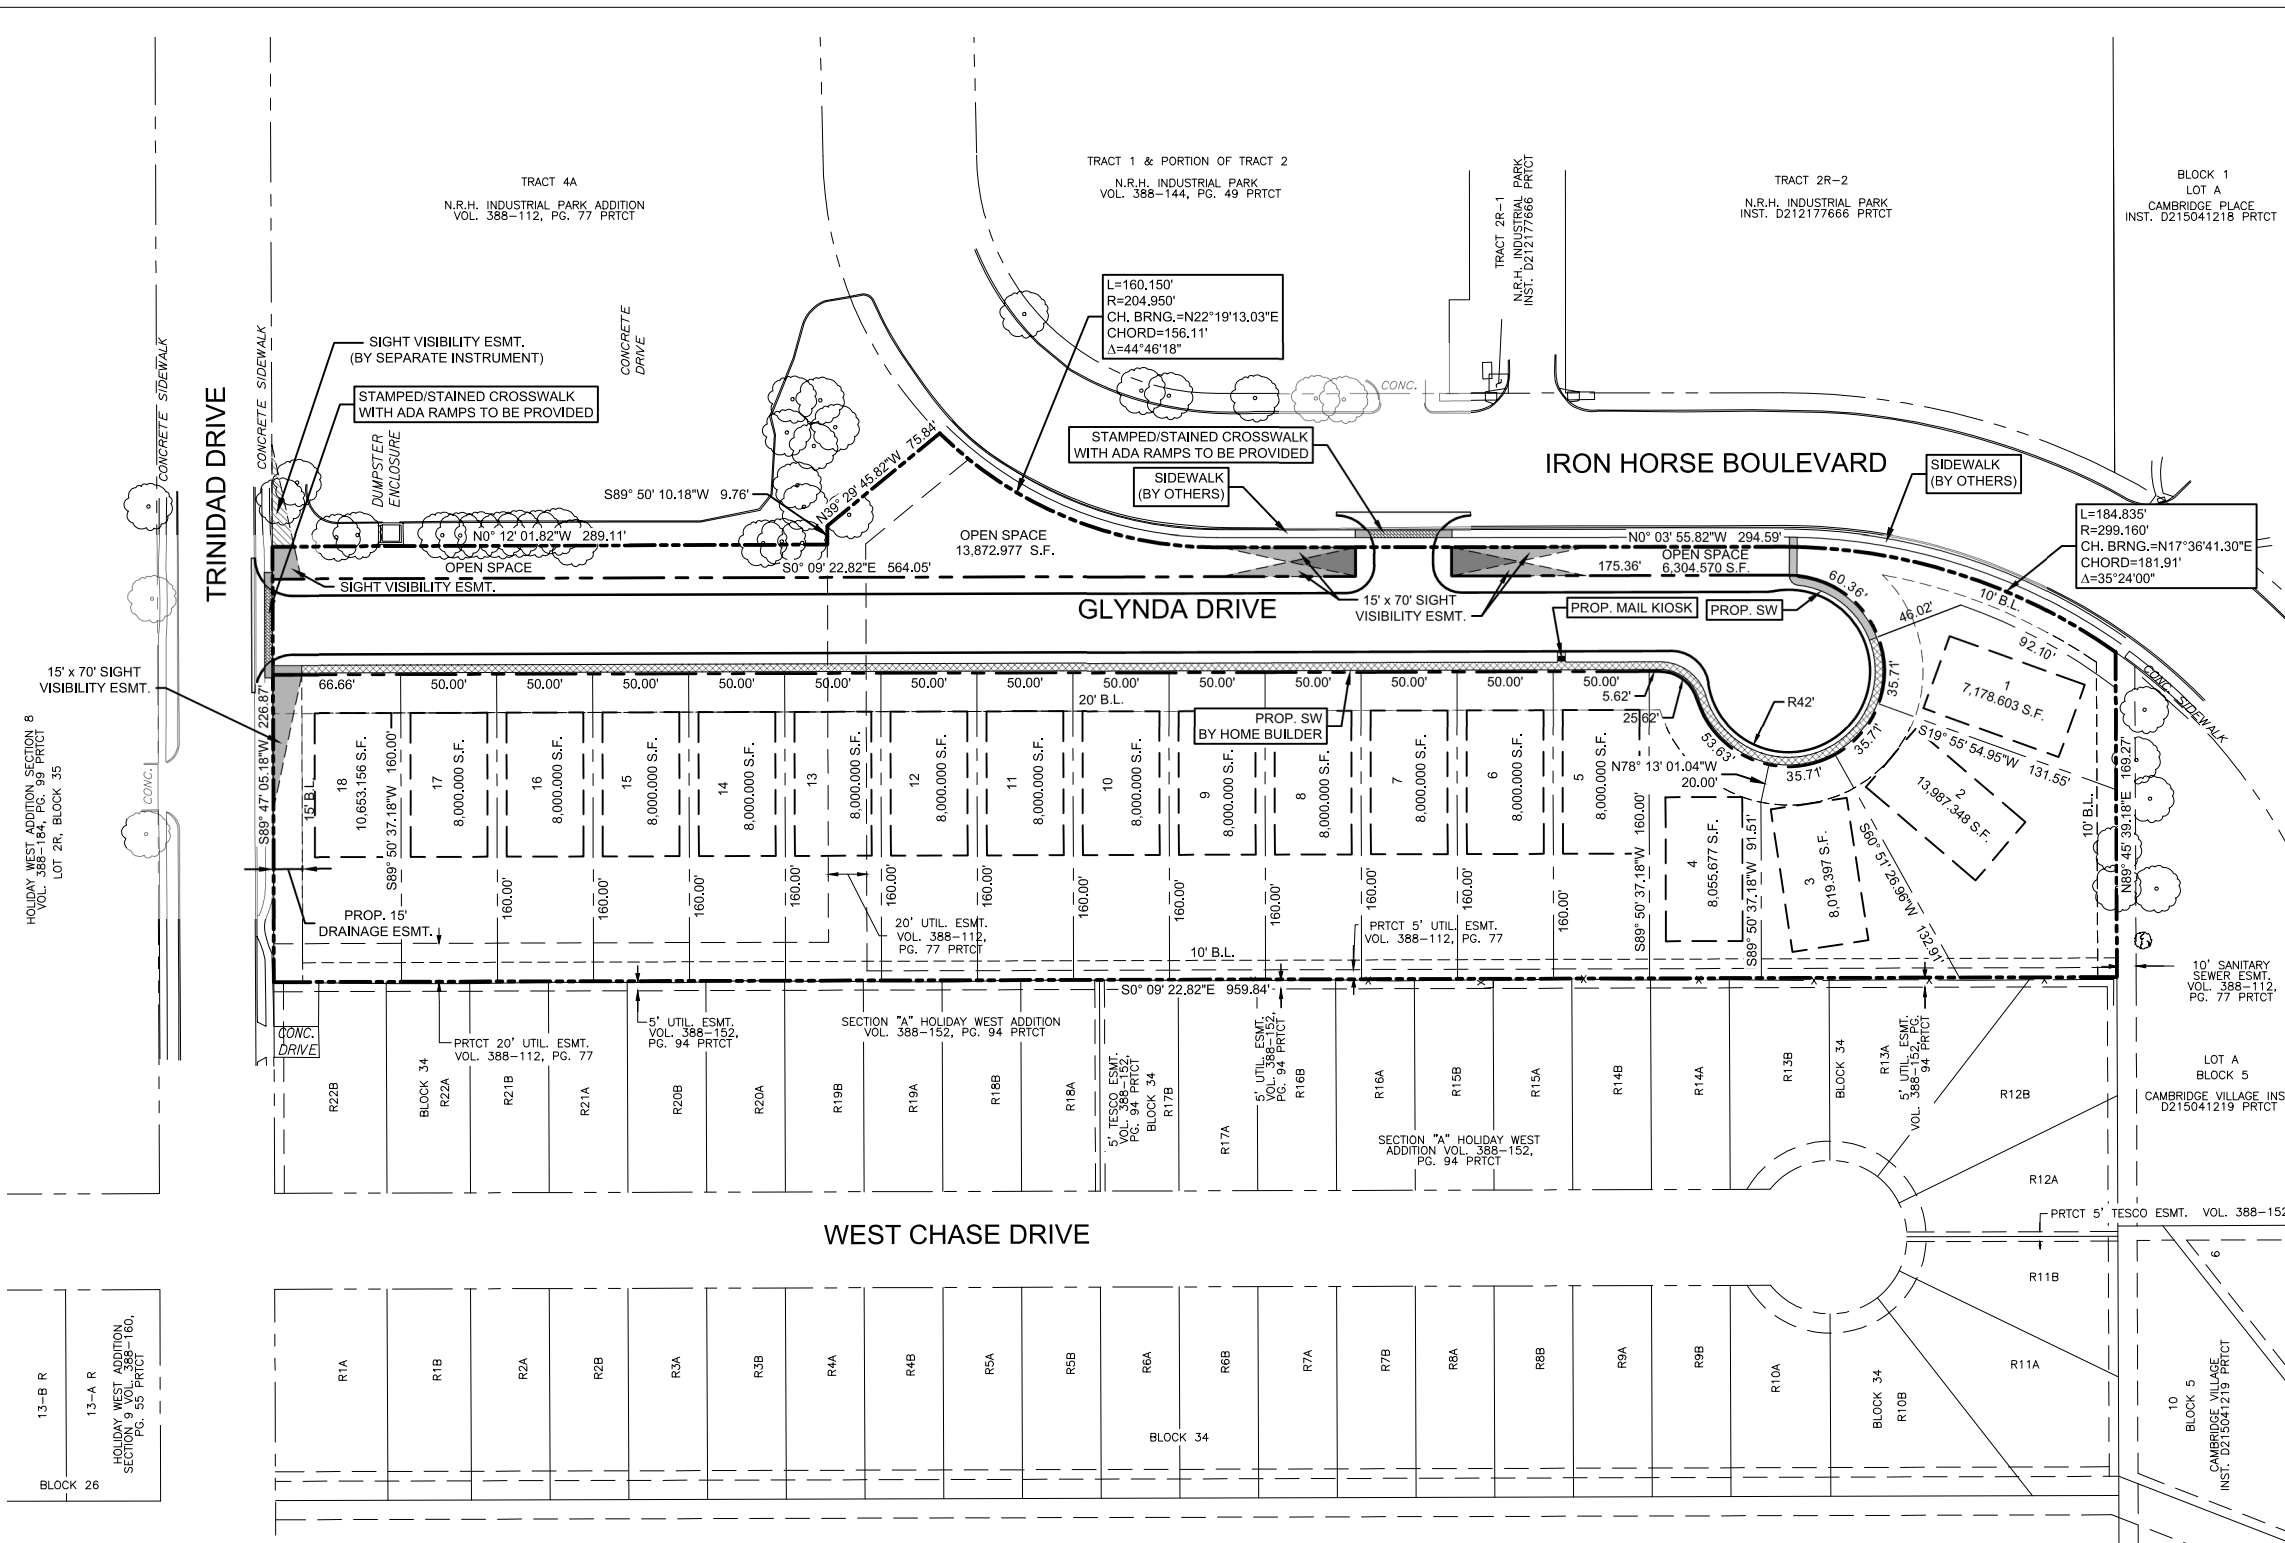 TRACT 4A
N.R.H. INDUSTRIAL PARK ADDITION
VOL. 388-112, PG. 77 PRTCT
TRACT 1 & PORTION OF TRACT 2
N.R.H. INDUSTRIAL PARK
VOL. 388-144, PG. 49 PRTCT
TRACT 2R-1
N.R.H. INDUSTRIAL PARK
INST. D212177666 PRTCT
TRACT 2R-2
N.R.H. INDUSTRIAL PARK
INST. D212177666 PRTCT
BLOCK 1
LOT A
CAMBRIDGE PLACE
INST. D215041218 PRTCT
CONCRETE SIDEWALK
TRINIDAD DRIVE
CONCRETE SIDEWALK
SIGHT VISIBILITY ESMT.
(BY SEPARATE INSTRUMENT)
STAMPED/STAINED CROSSWALK
WITH ADA RAMPS TO BE PROVIDED
DUMPSTER
ENCLOSURE
CONCRETE
DRIVE
L=160.150'
R=204.950'
CH. BRNG.=N22°19'13.03"E
CHORD=156.11'
Δ=44°46'18"
CONC.
STAMPED/STAINED CROSSWALK
WITH ADA RAMPS TO BE PROVIDED
SIDEWALK
(BY OTHERS)
IRON HORSE BOULEVARD
SIDEWALK
(BY OTHERS)
L=184.835'
R=299.160'
CH. BRNG.=N17°36'41.30"E
CHORD=181.91'
Δ=35°24'00"
S89° 50' 10.18"W 9.76'
N39° 29' 45.82"W 75.84'
N0° 12' 01.82"W 289.11'
OPEN SPACE
SIGHT VISIBILITY ESMT.
S0° 09' 22.82"E 564.05'
OPEN SPACE
13,872.977 S.F.
N0° 03' 55.82"W 294.59'
OPEN SPACE
175.36' 6,304.570 S.F.
GLYNDA DRIVE
15' x 70' SIGHT
VISIBILITY ESMT.
PROP. MAIL KIOSK
PROP. SW
60.36'
46.02'
10' B.L.
92.10'
35.71'
35.71'
35.71'
53.63'
R42'
CONC. SIDEWALK
15' x 70' SIGHT
VISIBILITY ESMT.
66.66'
50.00'
50.00'
50.00'
50.00'
50.00'
50.00'
50.00'
50.00'
50.00'
50.00'
50.00'
50.00'
50.00'
5.62'
25.62'
20' B.L.
PROP. SW
BY HOME BUILDER
N78° 13' 01.04"W
20.00'
S19° 55' 54.95"W 131.55'
HOLIDAY WEST ADDITION SECTION 8
VOL. 388-184, PG. 99 PRTCT
LOT 2R, BLOCK 35
CONC.
S89° 47' 05.18"W 226.87'
15' B.L.
18
10,653.156 S.F.
S89° 50' 37.18"W 160.00'
17
8,000.000 S.F.
16
8,000.000 S.F.
15
8,000.000 S.F.
14
8,000.000 S.F.
13
8,000.000 S.F.
12
8,000.000 S.F.
11
8,000.000 S.F.
10
8,000.000 S.F.
9
8,000.000 S.F.
8
8,000.000 S.F.
7
8,000.000 S.F.
6
8,000.000 S.F.
5
8,000.000 S.F.
S89° 50' 37.18"W 160.00'
4
8,055.677 S.F.
S89° 50' 37.18"W 91.51'
3
8,019.397 S.F.
S60° 51' 26.96"W 132.91'
2
13,987.348 S.F.
1
7,178.603 S.F.
10' B.L.
N89° 45' 39.18"E 169.27'
160.00'
160.00'
160.00'
160.00'
160.00'
160.00'
160.00'
160.00'
160.00'
160.00'
160.00'
160.00'
PROP. 15'
DRAINAGE ESMT.
20' UTIL. ESMT.
VOL. 388-112,
PG. 77 PRTCT
PRTCT 5' UTIL. ESMT.
VOL. 388-112, PG. 77
10' B.L.
S0° 09' 22.82"E 959.84'
10' SANITARY
SEWER ESMT.
VOL. 388-112,
PG. 77 PRTCT
CONC.
DRIVE
PRTCT 20' UTIL. ESMT.
VOL. 388-112, PG. 77
5' UTIL. ESMT.
VOL. 388-152,
PG. 94 PRTCT
SECTION "A" HOLIDAY WEST ADDITION
VOL. 388-152, PG. 94 PRTCT
5' TESCO ESMT.
VOL. 388-152,
PG. 94 PRTCT
5' UTIL. ESMT.
VOL. 388-152,
PG. 94 PRTCT
5' UTIL. ESMT.
VOL. 388-152, PG.
94 PRTCT
R22B
BLOCK 34
R22A
R21B
R21A
R20B
R20A
R19B
R19A
R18B
R18A
BLOCK 34
R17B
R17A
R16B
R16A
R15B
R15A
R14B
R14A
R13B
BLOCK 34
R13A
R12B
R12A
SECTION "A" HOLIDAY WEST
ADDITION VOL. 388-152,
PG. 94 PRTCT
LOT A
BLOCK 5
CAMBRIDGE VILLAGE INS
D215041219 PRTCT
PRTCT 5' TESCO ESMT. VOL. 388-152
WEST CHASE DRIVE
R11B
R11A
6
13-B R
13-A R
HOLIDAY WEST ADDITION
SECTION 9 VOL. 388-160,
PG. 55 PRTCT
BLOCK 26
R1A
R1B
R2A
R2B
R3A
R3B
R4A
R4B
R5A
R5B
R6A
R6B
R7A
R7B
R8A
R8B
R9A
R9B
R10A
BLOCK 34
R10B
BLOCK 34
10
BLOCK 5
CAMBRIDGE VILLAGE
INST. D215041219 PRTCT